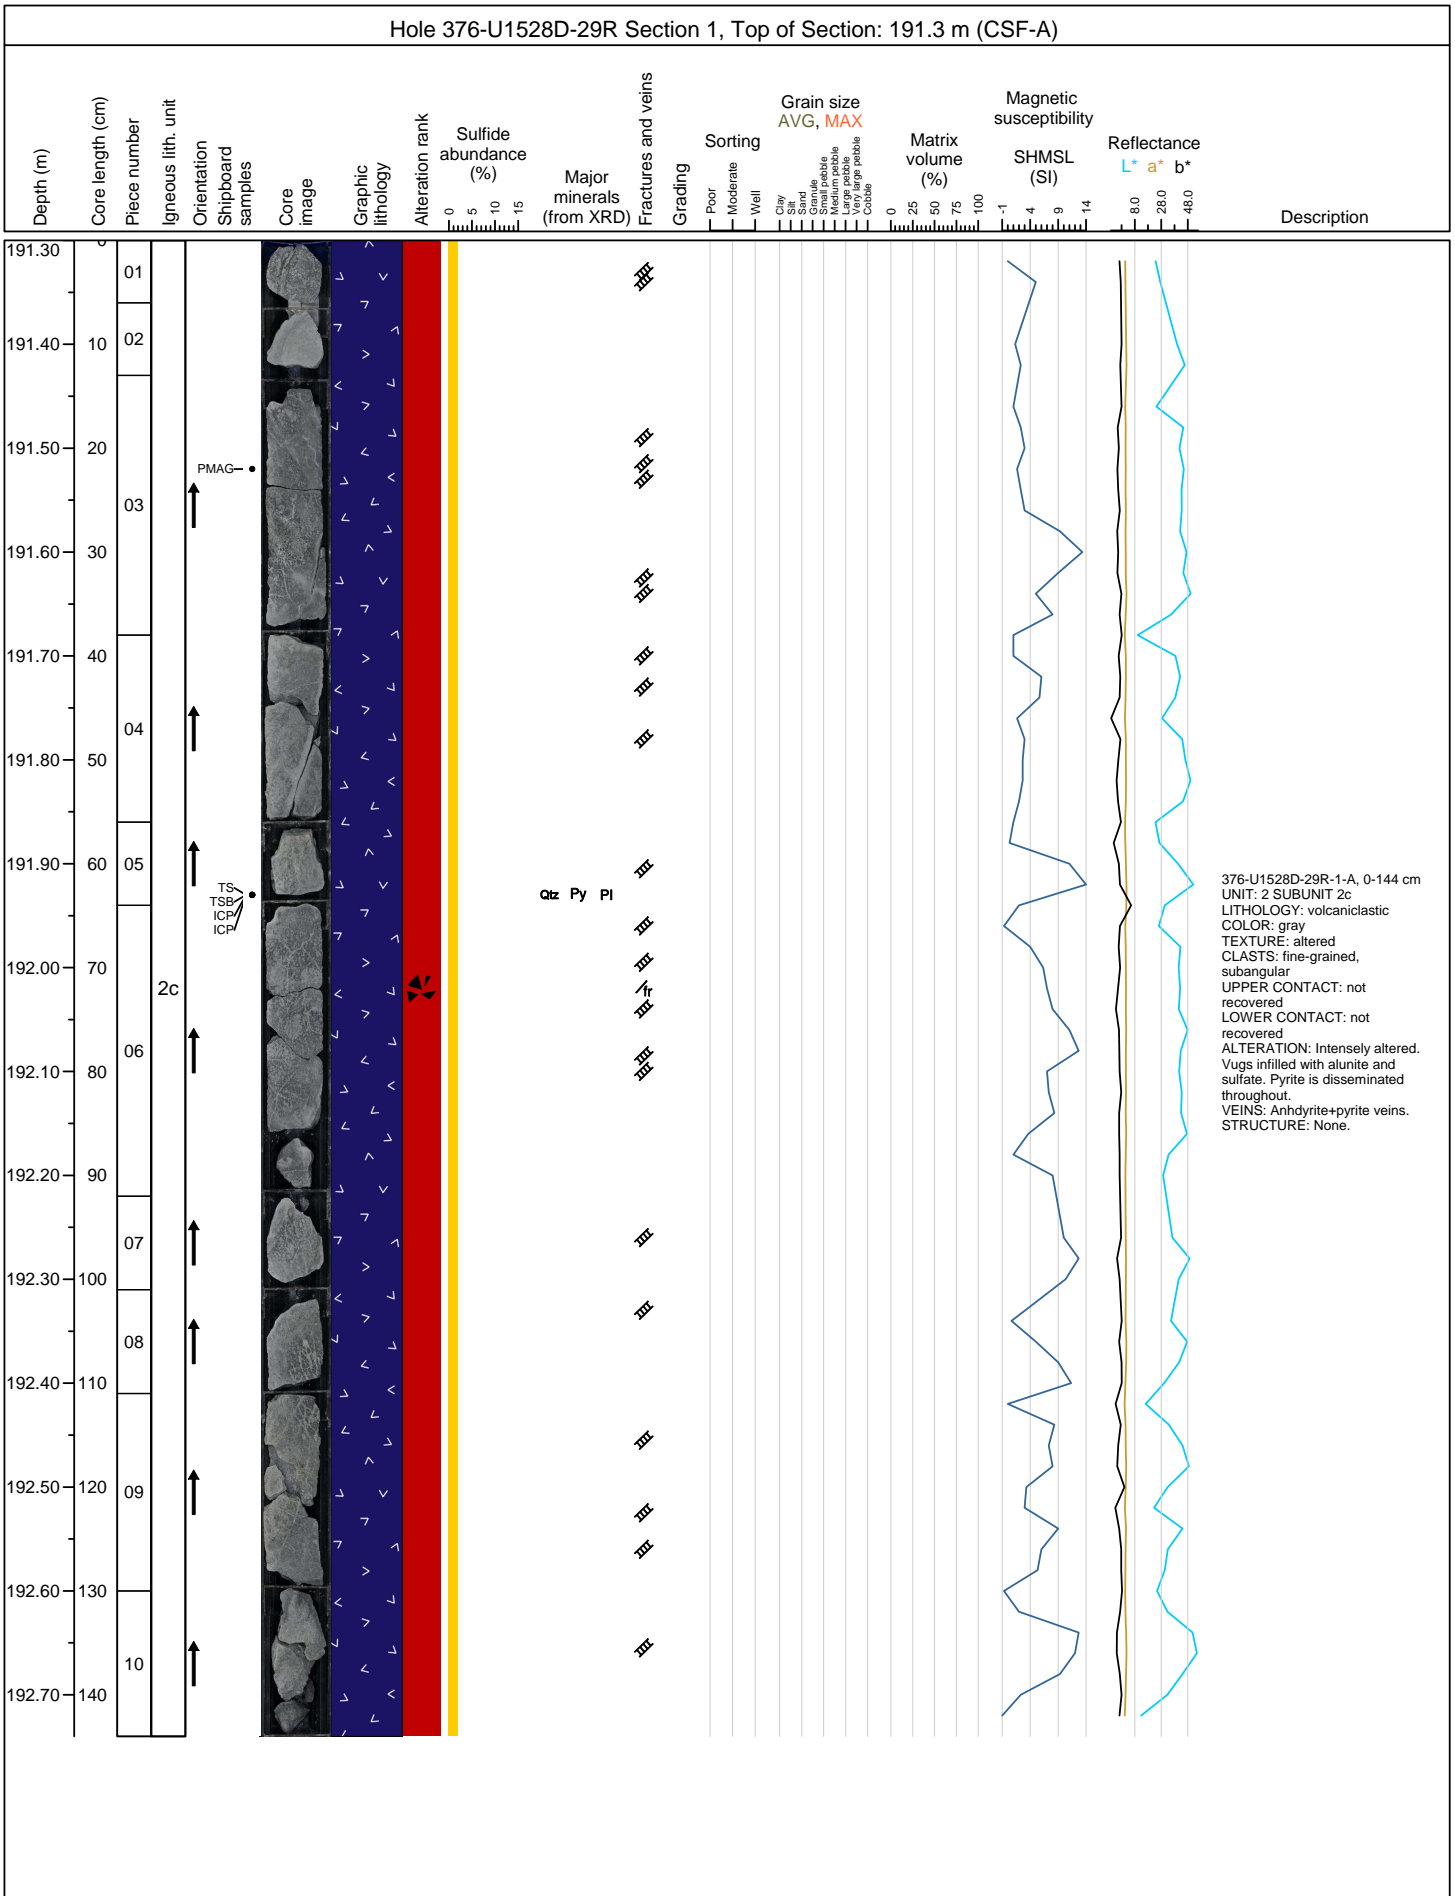 Hole 376-U1528D-29R Section 1, Top of Section: 191.3 m (CSF-A)
Depth (m)
Core length (cm)
Piece number
Igneous lith. unit
Orientation
Shipboard
samples
Core
image
Graphic
lithology
Alteration rank
Sulfide
abundance
(%)
0 5 10 15
Major
minerals
(from XRD)
Fractures and veins
Grading
Sorting
Poor
Moderate
Well
Grain size
AVG, MAX
Clay
Silt
Sand
Granule
Small pebble
Medium pebble
Large pebble
Very large pebble
Cobble
Matrix
volume
(%)
0 25 50 75 100
Magnetic
susceptibility
SHMSL
(SI)
-1 4 9 14
Reflectance
L* a* b*
8.0 28.0 48.0
Description
191.30 0
01
02
191.40 10
191.50 20
PMAG
03
191.60 30
191.70 40
04
191.80 50
191.90 60
05
TS
TSB
ICP
ICP
Qtz Py Pl
192.00 70
2c
fr
06
192.10 80
192.20 90
07
192.30 100
08
192.40 110
09
192.50 120
192.60 130
10
192.70 140
376-U1528D-29R-1-A, 0-144 cm
UNIT: 2 SUBUNIT 2c
LITHOLOGY: volcaniclastic
COLOR: gray
TEXTURE: altered
CLASTS: fine-grained,
subangular
UPPER CONTACT: not
recovered
LOWER CONTACT: not
recovered
ALTERATION: Intensely altered.
Vugs infilled with alunite and
sulfate. Pyrite is disseminated
throughout.
VEINS: Anhdyrite+pyrite veins.
STRUCTURE: None.